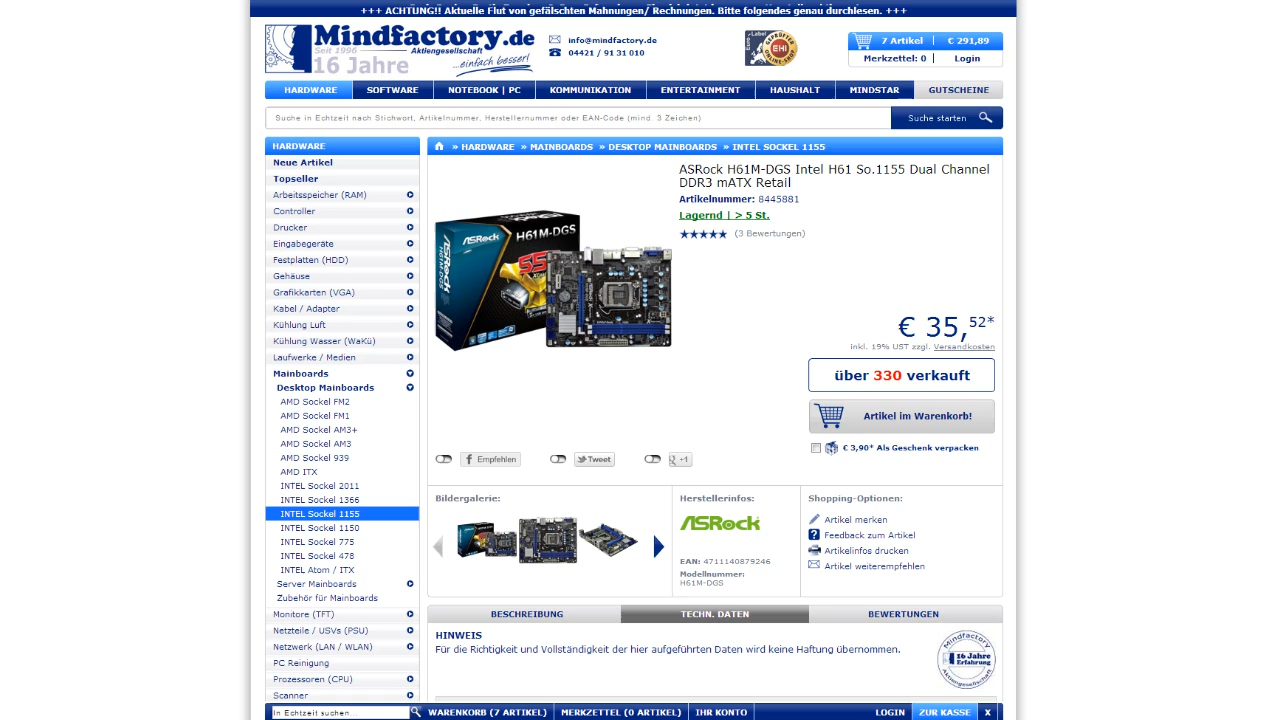 +++ ACHTUNG!! Aktuelle Flut von gefälschten Mahnungen/ Rechnungen. Bitte folgendes genau durchlesen. +++
Mindfactory.de
Seit 1996 Aktiengesellschaft
16 Jahre
...einfach besser!
info@mindfactory.de
04421 / 91 31 010
Euro-Label
GEPRÜFTER
EHI
ONLINE-SHOP
7 Artikel | € 291,89
Merkzettel: 0 | Login
HARDWARE SOFTWARE NOTEBOOK | PC KOMMUNIKATION ENTERTAINMENT HAUSHALT MINDSTAR GUTSCHEINE
Suche in Echtzeit nach Stichwort, Artikelnummer, Herstellernummer oder EAN-Code (mind. 3 Zeichen)
Suche starten
HARDWARE
Neue Artikel
Topseller
Arbeitsspeicher (RAM)
Controller
Drucker
Eingabegeräte
Festplatten (HDD)
Gehäuse
Grafikkarten (VGA)
Kabel / Adapter
Kühlung Luft
Kühlung Wasser (WaKü)
Laufwerke / Medien
Mainboards
Desktop Mainboards
AMD Sockel FM2
AMD Sockel FM1
AMD Sockel AM3+
AMD Sockel AM3
AMD Sockel 939
AMD ITX
INTEL Sockel 2011
INTEL Sockel 1366
INTEL Sockel 1155
INTEL Sockel 1150
INTEL Sockel 775
INTEL Sockel 478
INTEL Atom / ITX
Server Mainboards
Zubehör für Mainboards
Monitore (TFT)
Netzteile / USVs (PSU)
Netzwerk (LAN / WLAN)
PC Reinigung
Prozessoren (CPU)
Scanner
» HARDWARE » MAINBOARDS » DESKTOP MAINBOARDS » INTEL SOCKEL 1155
ASRock H61M-DGS Intel H61 So.1155 Dual Channel
DDR3 mATX Retail
Artikelnummer: 8445881
Lagernd | > 5 St.
(3 Bewertungen)
ASRock
H61M-DGS
ASRock
H61M-DGS
€ 35,52*
inkl. 19% UST zzgl. Versandkosten
über 330 verkauft
Artikel im Warenkorb!
€ 3,90* Als Geschenk verpacken
Empfehlen
Tweet
+1
Bildergalerie:
Herstellerinfos:
ASRock
EAN: 4711140879246
Modellnummer:
H61M-DGS
Shopping-Optionen:
Artikel merken
Feedback zum Artikel
Artikelinfos drucken
Artikel weiterempfehlen
BESCHREIBUNG TECHN. DATEN BEWERTUNGEN
HINWEIS
Für die Richtigkeit und Vollständigkeit der hier aufgeführten Daten wird keine Haftung übernommen.
Mindfactory
16 Jahre
Erfahrung
Aktiengesellschaft
In Echtzeit suchen...
WARENKORB (7 ARTIKEL) MERKZETTEL (0 ARTIKEL) IHR KONTO
LOGIN ZUR KASSE X